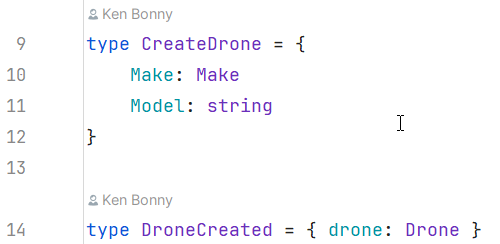 Ken Bonny
9 type CreateDrone = {
10 Make: Make
11 Model: string
12 }
13
Ken Bonny
14 type DroneCreated = { drone: Drone }